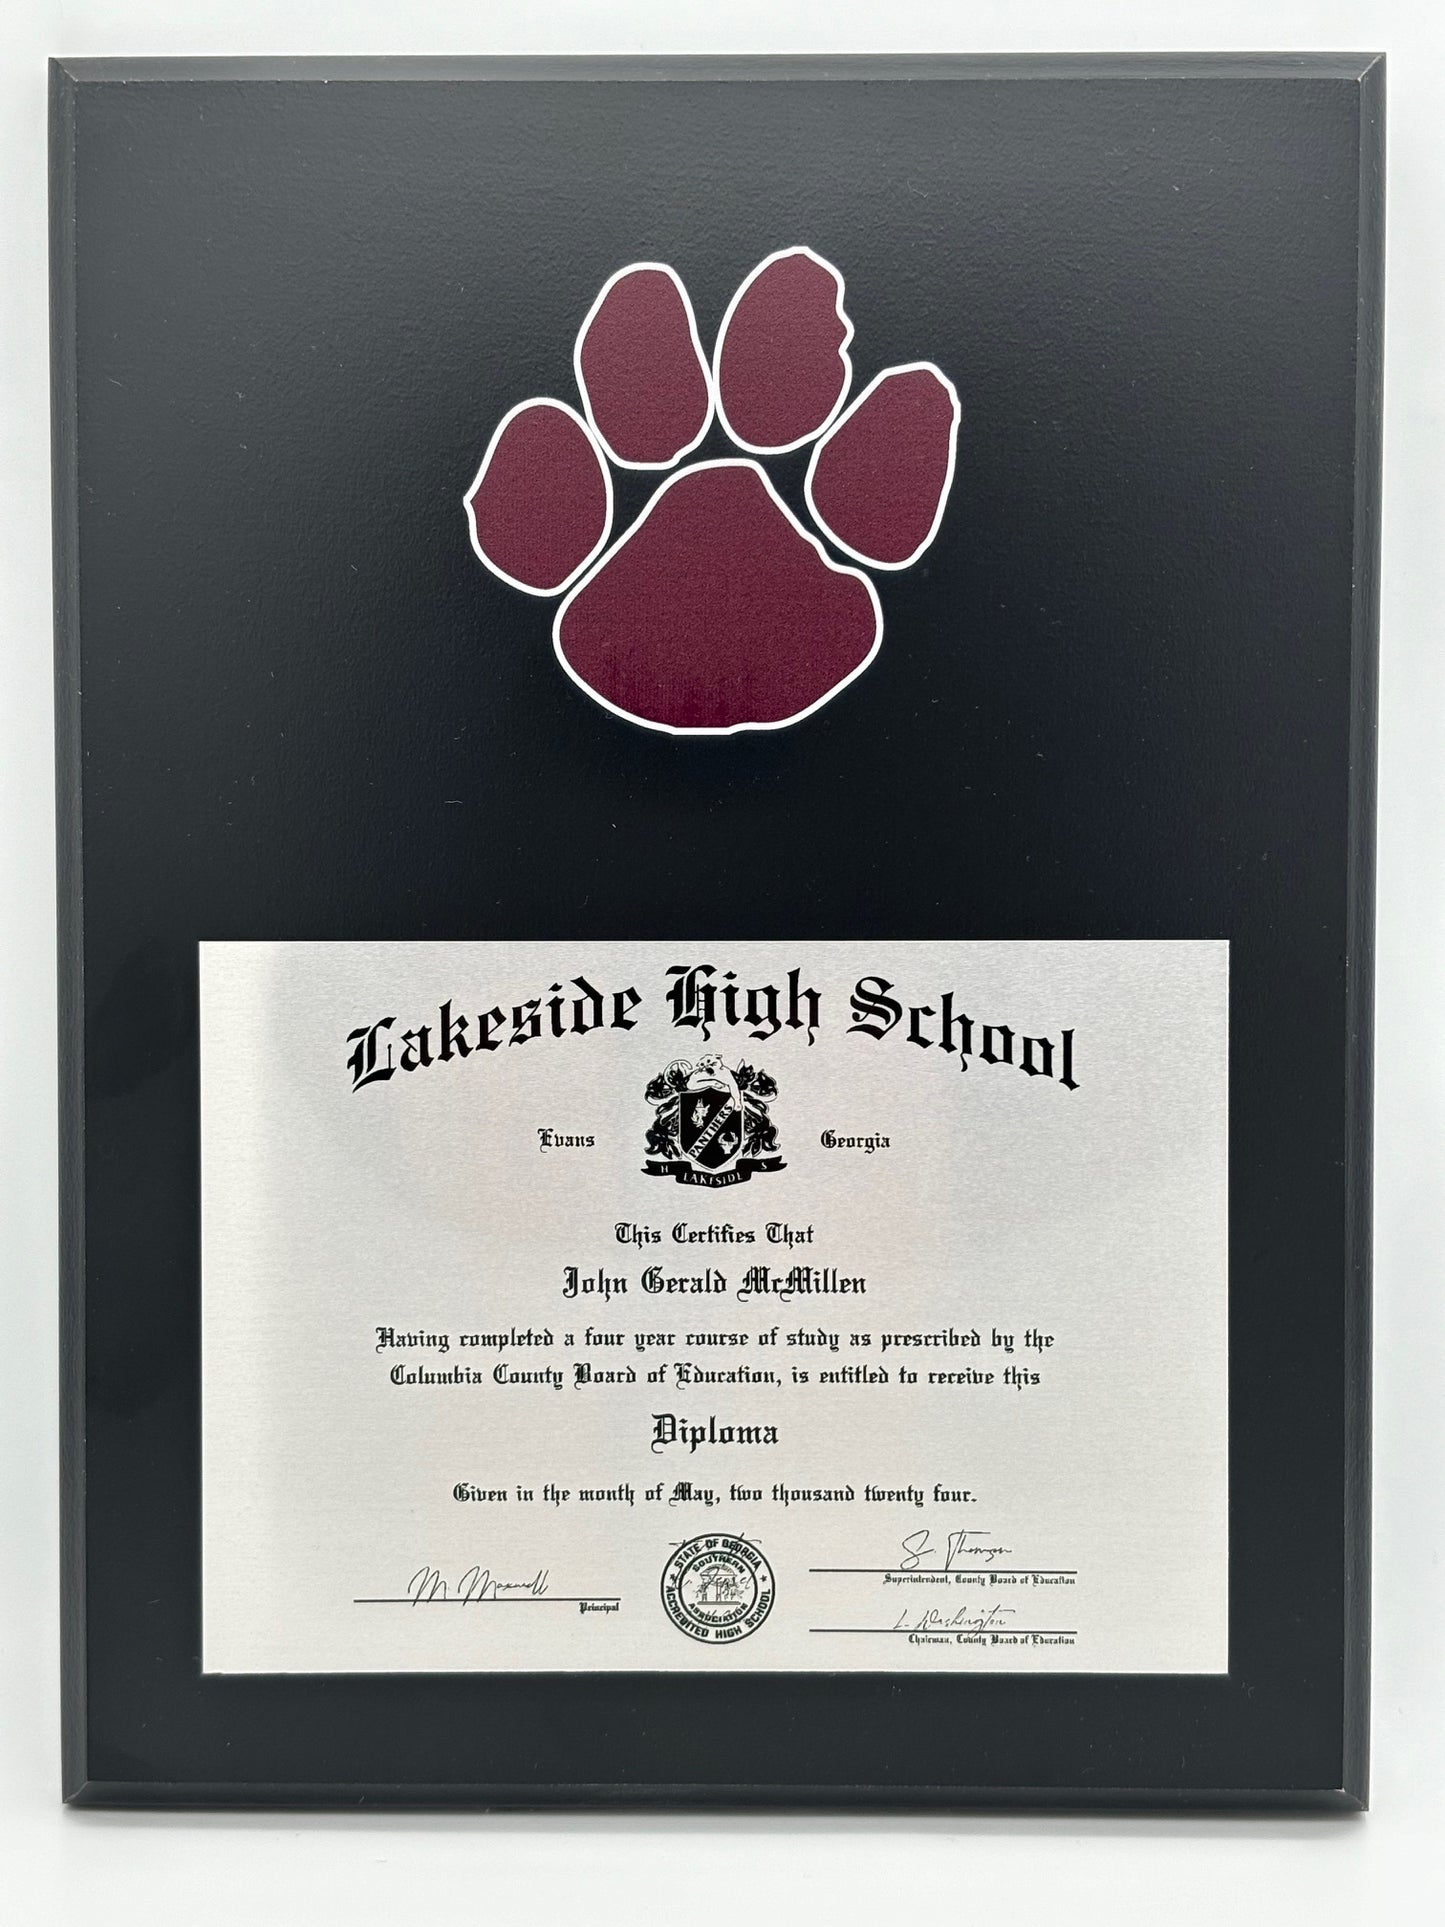 Lakeside High School
Evans
Georgia
PANTHERS
H LAKESIDE S
This Certifies That
John Gerald McMillen
Having completed a four year course of study as prescribed by the
Columbia County Board of Education, is entitled to receive this
Diploma
Given in the month of May, two thousand twenty four.
M. Maxwell
Principal
STATE OF GEORGIA
SOUTHERN
ASSOCIATION
ACCREDITED HIGH SCHOOL
S. Thomson
Superintendent, County Board of Education
L. Washington
Chairman, County Board of Education